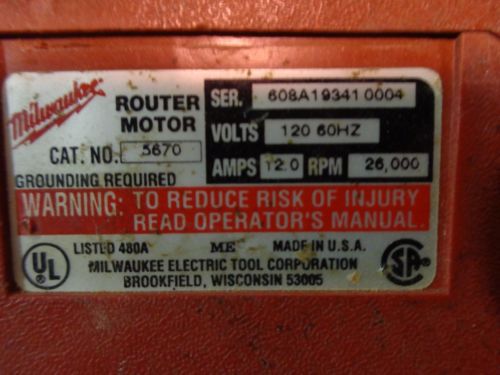 Milwaukee
ROUTER MOTOR
CAT. NO. 5670
GROUNDING REQUIRED
SER. 608A19341 0004
VOLTS 120 60HZ
AMPS 12.0 RPM 26,000
WARNING: TO REDUCE RISK OF INJURY
READ OPERATOR'S MANUAL.
UL
LISTED 480A ME MADE IN U.S.A.
MILWAUKEE ELECTRIC TOOL CORPORATION
BROOKFIELD, WISCONSIN 53005
SA